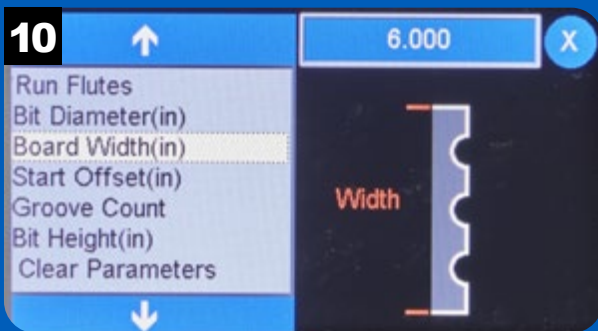 10
6.000
X
Run Flutes
Bit Diameter(in)
Board Width(in)
Start Offset(in)
Groove Count
Bit Height(in)
Clear Parameters
Width